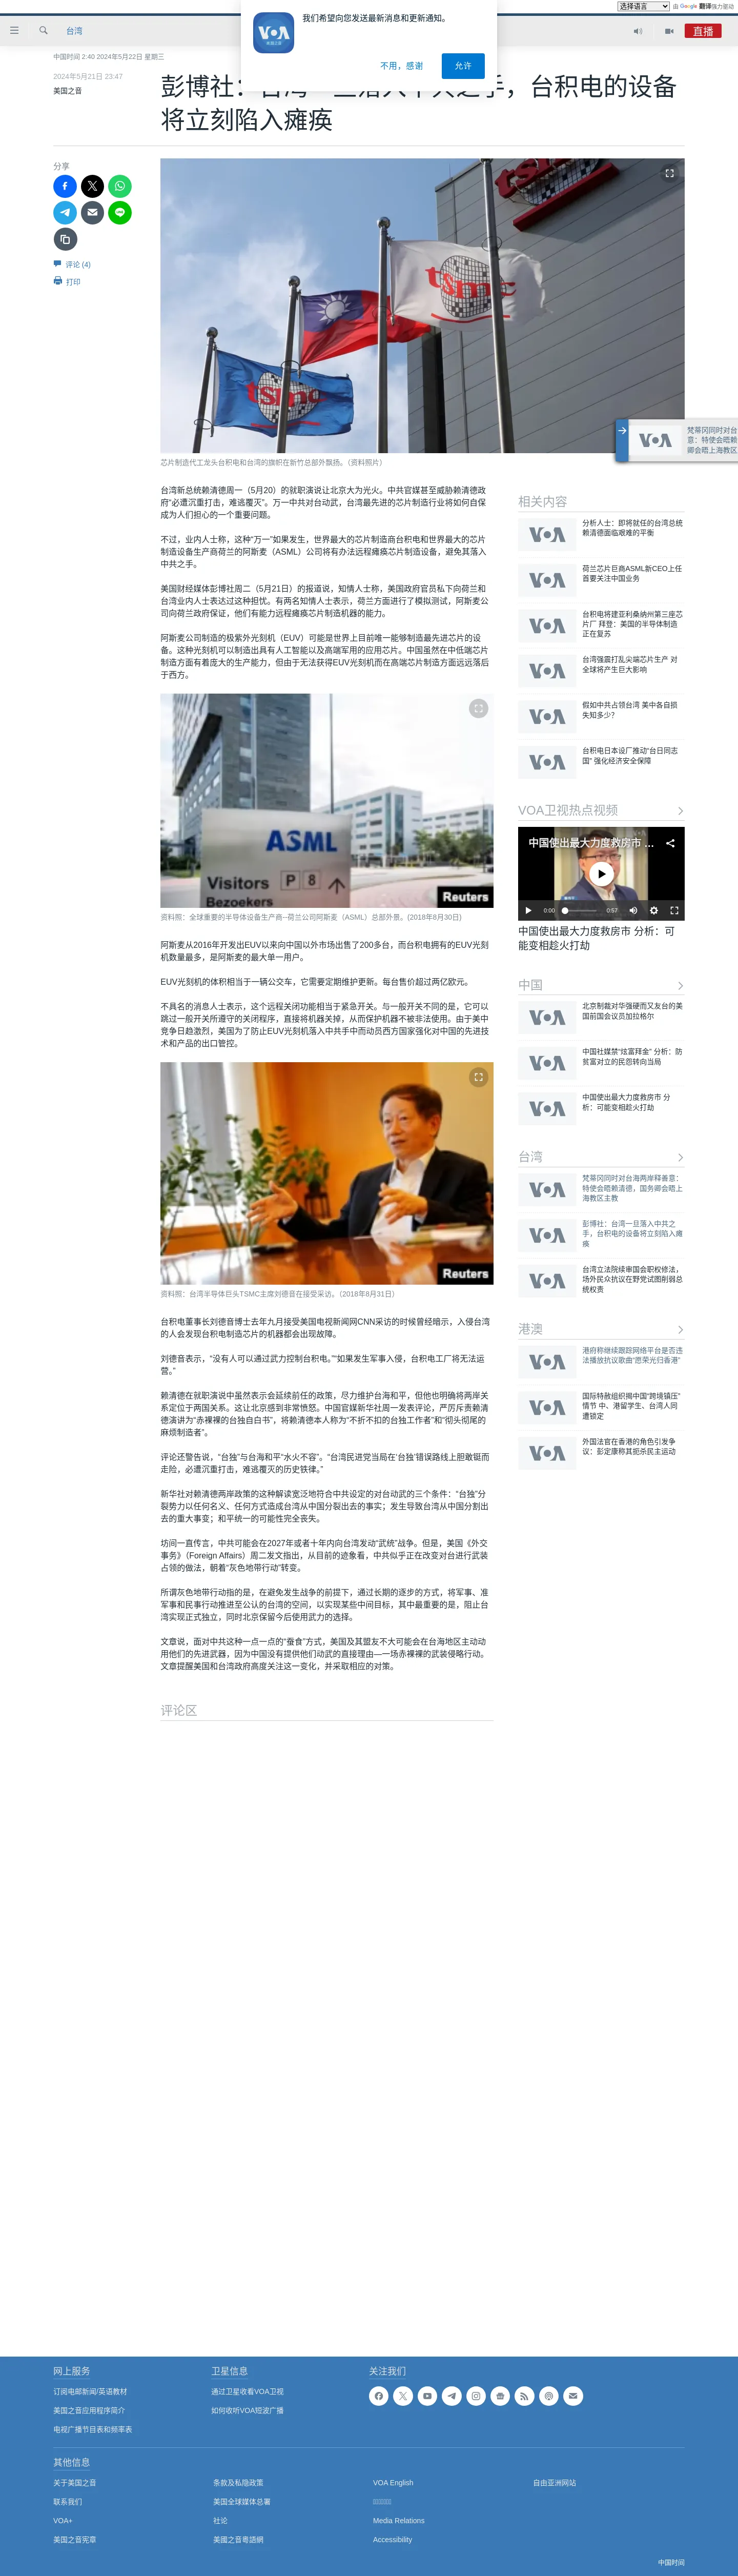 选择语言
由 Google 翻译强力驱动
我们希望向您发送最新消息和更新通知。
VOA
不用，感谢
允许
台湾
直播
中国时间 2:40 2024年5月22日 星期三
2024年5月21日 23:47
美国之音
将立刻陷入瘫痪
分享
评论 (4)
打印
tsmc
tsmc
芯片制造代工龙头台积电和台湾的旗帜在新竹总部外飘扬。（资料照片）
台湾新总统赖清德周一（5月20）的就职演说让北京大为光火。中共官媒甚至威胁赖清德政
府“必遭沉重打击，难逃覆灭”。万一中共对台动武，台湾最先进的芯片制造行业将如何自保
成为人们担心的一个重要问题。
不过，业内人士称，这种“万一”如果发生，世界最大的芯片制造商台积电和世界最大的芯片
制造设备生产商荷兰的阿斯麦（ASML）公司将有办法远程瘫痪芯片制造设备，避免其落入
中共之手。
美国财经媒体彭博社周二（5月21日）的报道说，知情人士称，美国政府官员私下向荷兰和
台湾业内人士表达过这种担忧。有两名知情人士表示，荷兰方面进行了模拟测试，阿斯麦公
司向荷兰政府保证，他们有能力远程瘫痪芯片制造机器的能力。
阿斯麦公司制造的极紫外光刻机（EUV）可能是世界上目前唯一能够制造最先进芯片的设
备。这种光刻机可以制造出具有人工智能以及高端军用的应用芯片。中国虽然在中低端芯片
制造方面有着庞大的生产能力，但由于无法获得EUV光刻机而在高端芯片制造方面远远落后
于西方。
ASML
Visitors P 8
Bezoekers
Reuters
资料照：全球重要的半导体设备生产商─荷兰公司阿斯麦（ASML）总部外景。(2018年8月30日)
阿斯麦从2016年开发出EUV以来向中国以外市场出售了200多台，而台积电拥有的EUV光刻
机数量最多，是阿斯麦的最大单一用户。
EUV光刻机的体积相当于一辆公交车，它需要定期维护更新。每台售价超过两亿欧元。
不具名的消息人士表示，这个远程关闭功能相当于紧急开关。与一般开关不同的是，它可以
跳过一般开关所遵守的关闭程序，直接将机器关掉，从而保护机器不被非法使用。由于美中
竞争日趋激烈，美国为了防止EUV光刻机落入中共手中而动员西方国家强化对中国的先进技
术和产品的出口管控。
Reuters
资料照：台湾半导体巨头TSMC主席刘德音在接受采访。（2018年8月31日）
台积电董事长刘德音博士去年九月接受美国电视新闻网CNN采访的时候曾经暗示，入侵台湾
的人会发现台积电制造芯片的机器都会出现故障。
刘德音表示，“没有人可以通过武力控制台积电。”“如果发生军事入侵，台积电工厂将无法运
营。”
赖清德在就职演说中虽然表示会延续前任的政策，尽力维护台海和平，但他也明确将两岸关
系定位于两国关系。这让北京感到非常愤怒。中国官媒新华社周一发表评论，严厉斥责赖清
德演讲为“赤裸裸的台独自白书”，将赖清德本人称为“不折不扣的台独工作者”和“彻头彻尾的
麻烦制造者”。
评论还警告说，“台独”与台海和平“水火不容”。“台湾民进党当局在‘台独’错误路线上胆敢铤而
走险，必遭沉重打击，难逃覆灭的历史铁律。”
新华社对赖清德两岸政策的这种解读宽泛地符合中共设定的对台动武的三个条件：“台独”分
裂势力以任何名义、任何方式造成台湾从中国分裂出去的事实；发生导致台湾从中国分割出
去的重大事变；和平统一的可能性完全丧失。
坊间一直传言，中共可能会在2027年或者十年内向台湾发动“武统”战争。但是，美国《外交
事务》（Foreign Affairs）周二发文指出，从目前的迹象看，中共似乎正在改变对台进行武装
占领的做法，朝着“灰色地带行动”转变。
所谓灰色地带行动指的是，在避免发生战争的前提下，通过长期的逐步的方式，将军事、准
军事和民事行动推进至公认的台湾的空间，以实现某些中间目标，其中最重要的是，阻止台
湾实现正式独立，同时北京保留今后使用武力的选择。
文章说，面对中共这种一点一点的“蚕食”方式，美国及其盟友不大可能会在台海地区主动动
用他们的先进武器，因为中国没有提供他们动武的直接理由—一场赤裸裸的武装侵略行动。
文章提醒美国和台湾政府高度关注这一变化，并采取相应的对策。
评论区
梵蒂冈同时对台
意：特使会晤赖
卿会晤上海教区
相关内容
分析人士：即将就任的台湾总统
赖清德面临艰难的平衡
荷兰芯片巨商ASML新CEO上任
首要关注中国业务
台积电将建亚利桑纳州第三座芯
片厂 拜登：美国的半导体制造
正在复苏
台湾强震打乱尖端芯片生产 对
全球将产生巨大影响
假如中共占领台湾 美中各自损
失知多少？
台积电日本设厂推动“台日同志
国” 强化经济安全保障
VOA卫视热点视频
中国使出最大力度救房市 ...
0:00
0:57
中国使出最大力度救房市 分析：可
能变相趁火打劫
中国
北京制裁对华强硬而又友台的美
国前国会议员加拉格尔
中国社媒禁“炫富拜金” 分析：防
贫富对立的民怨转向当局
中国使出最大力度救房市 分
析：可能变相趁火打劫
台湾
梵蒂冈同时对台海两岸释善意：
特使会晤赖清德，国务卿会晤上
海教区主教
彭博社：台湾一旦落入中共之
手，台积电的设备将立刻陷入瘫
痪
台湾立法院续审国会职权修法，
场外民众抗议在野党试图削弱总
统权责
港澳
港府称继续跟踪网络平台是否违
法播放抗议歌曲“愿荣光归香港”
国际特赦组织揭中国“跨境镇压”
情节 中、港留学生、台湾人同
遭锁定
外国法官在香港的角色引发争
议：彭定康称其扼杀民主运动
网上服务
订阅电邮新闻/英语教材
美国之音应用程序简介
电视广播节目表和频率表
卫星信息
通过卫星收看VOA卫视
如何收听VOA短波广播
关注我们
其他信息
关于美国之音
联系我们
VOA+
美国之音宪章
条款及私隐政策
美国全球媒体总署
社论
美國之音粵語網
VOA English
Media Relations
Accessibility
自由亚洲网站
中国时间